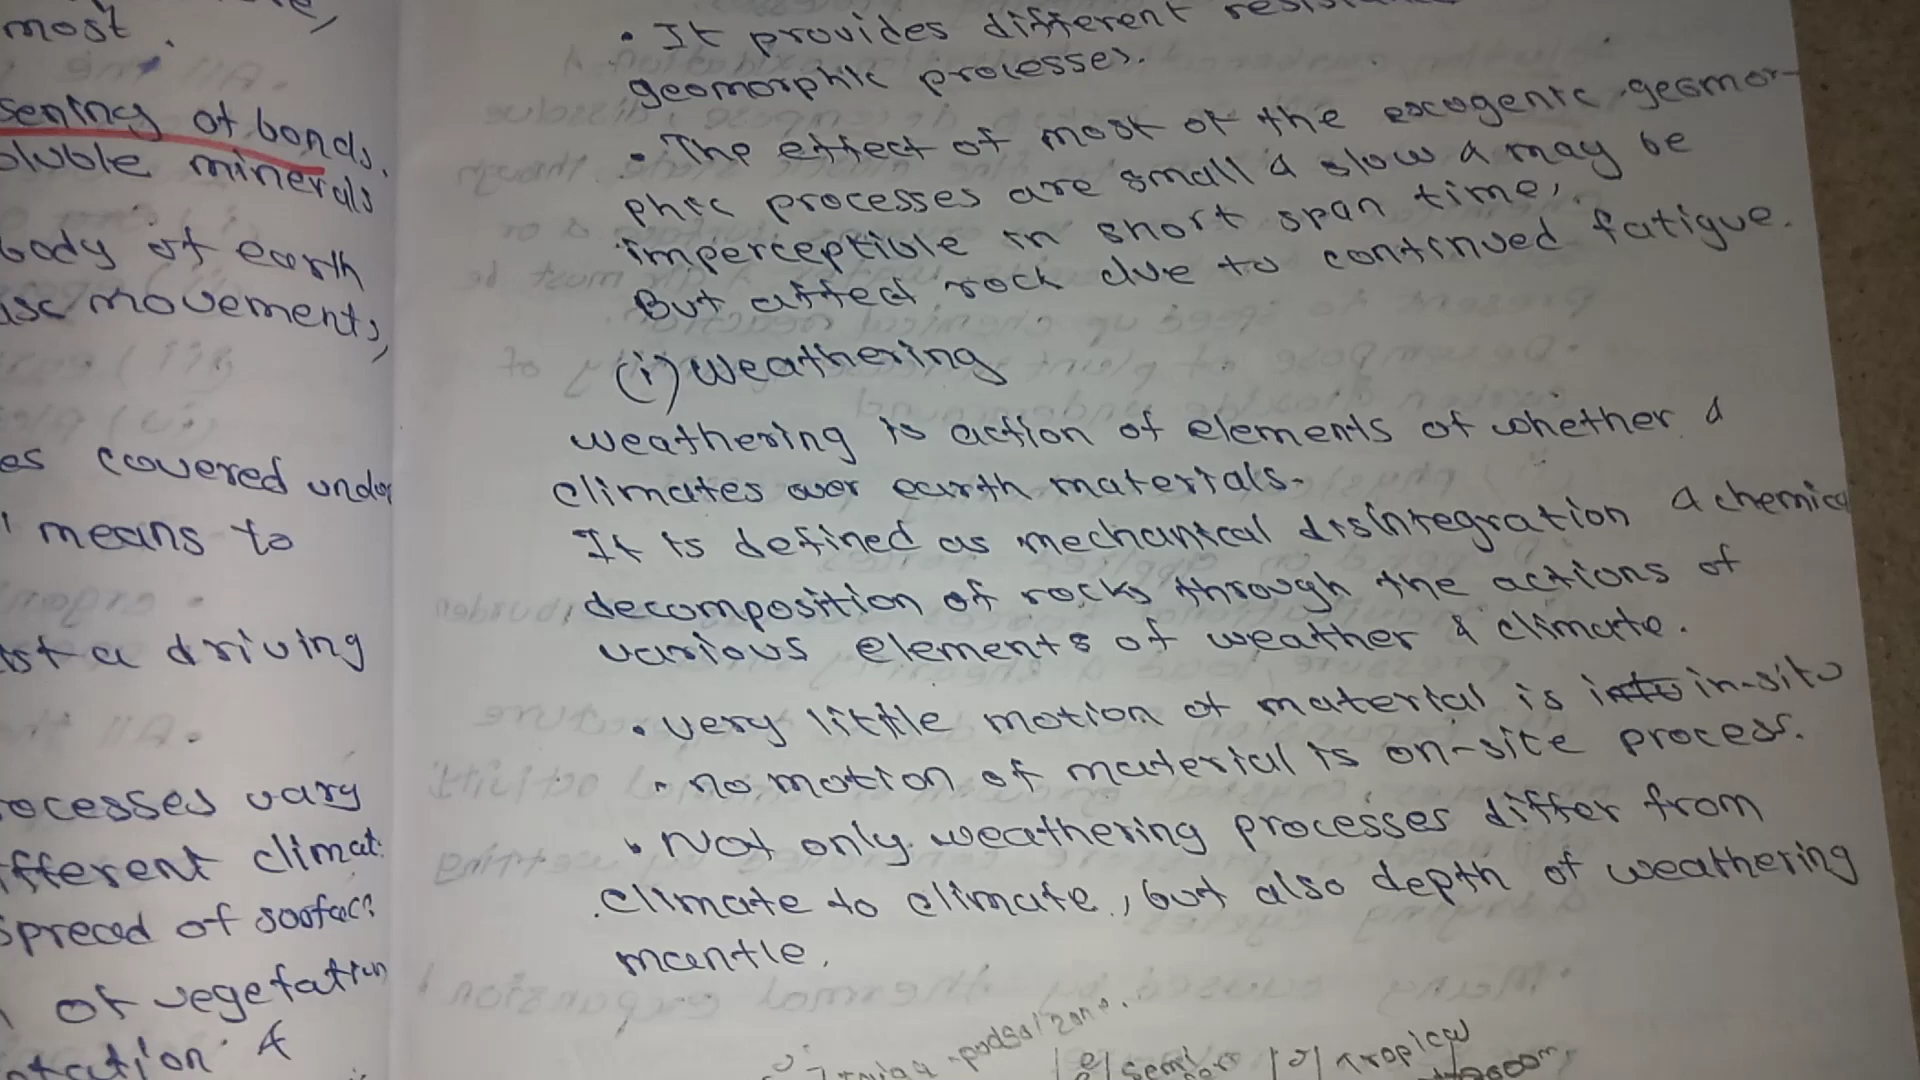 most.
sening of bonds.
oluble minerals
body of earth
movements,
es covered under
means to
a driving
ocesses vary
fferent climat
spread of soofac
of vegetation
&
• It provides different
geomorphic processes.
• The effect of most of the exogenic geomor-
phic processes are small & slow & may be
imperceptible in short span time,
But affect rock due to continued fatigue.
(i) weathering
weathering is action of elements of whether &
climates over earth materials.
It is defined as mechanical disintegration & chemica
decomposition of rocks through the actions of
various elements of weather & climate.
• very little motion of material is into in-situ
• no motion of material is on-site process.
• Not only weathering processes differ from
climate to climate, but also depth of weathering
mantle.
tropical